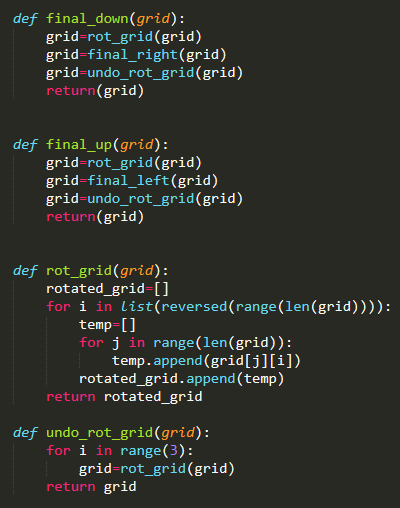 def final_down(grid):
    grid=rot_grid(grid)
    grid=final_right(grid)
    grid=undo_rot_grid(grid)
    return(grid)

def final_up(grid):
    grid=rot_grid(grid)
    grid=final_left(grid)
    grid=undo_rot_grid(grid)
    return(grid)

def rot_grid(grid):
    rotated_grid=[]
    for i in list(reversed(range(len(grid)))):
        temp=[]
        for j in range(len(grid)):
            temp.append(grid[j][i])
        rotated_grid.append(temp)
    return rotated_grid

def undo_rot_grid(grid):
    for i in range(3):
        grid=rot_grid(grid)
    return grid